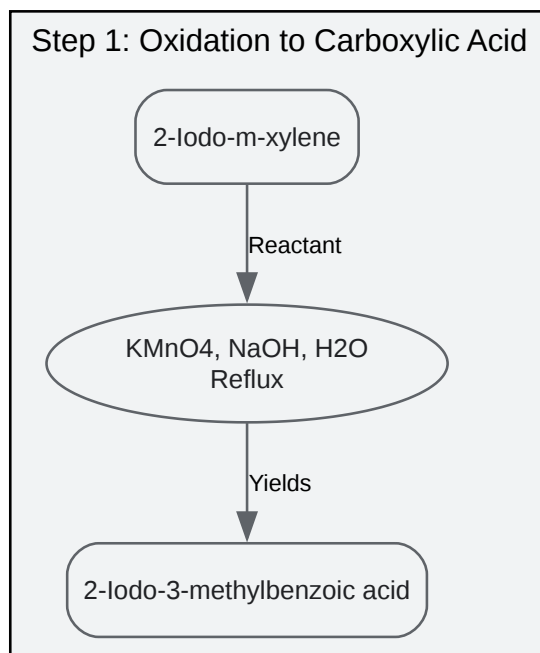 Step 1: Oxidation to Carboxylic Acid
2-Iodo-m-xylene
Reactant
KMnO4, NaOH, H2O
Reflux
Yields
2-Iodo-3-methylbenzoic acid